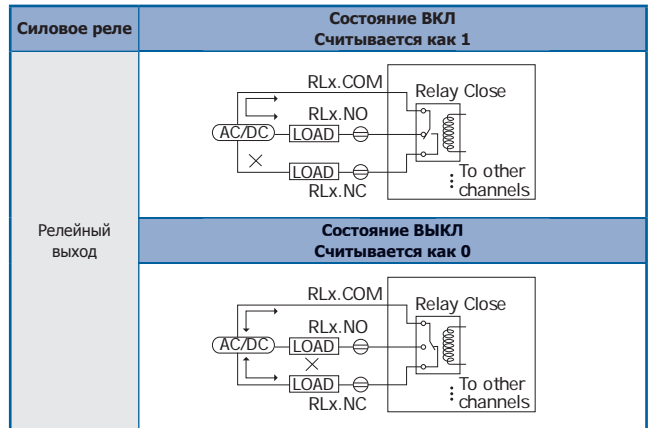 Силовое реле
Состояние ВКЛ
Считывается как 1
RLx.COM
Relay Close
RLx.NO
AC/DC
LOAD
LOAD
RLx.NC
To other
channels
Релейный
выход
Состояние ВЫКЛ
Считывается как 0
RLx.COM
Relay Close
RLx.NO
AC/DC
LOAD
LOAD
RLx.NC
To other
channels